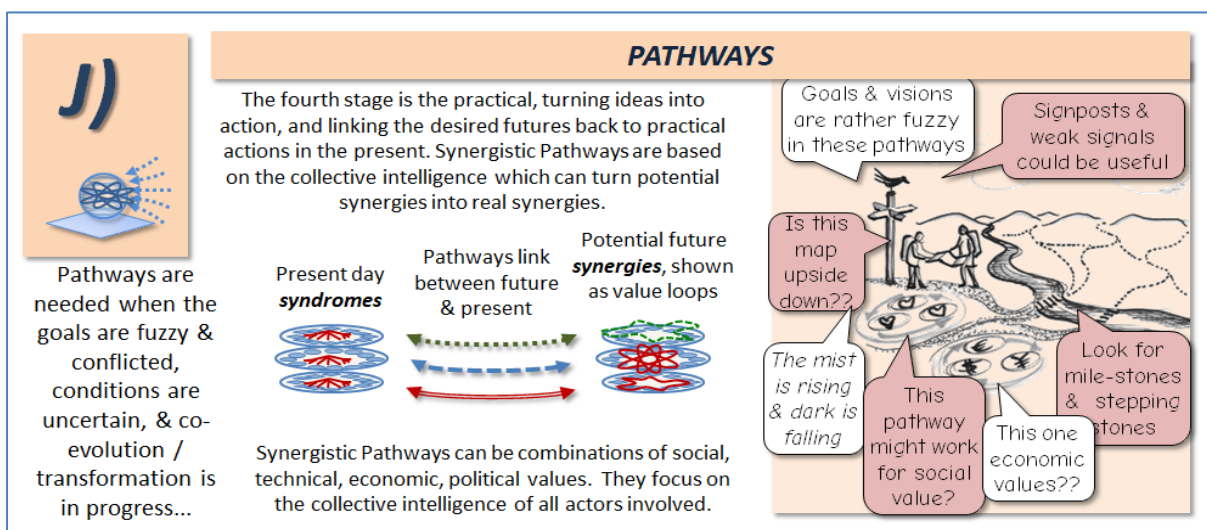 J)
PATHWAYS
Pathways are
needed when the
goals are fuzzy &
conflicted,
conditions are
uncertain, & co-
evolution /
transformation is
in progress...
The fourth stage is the practical, turning ideas into
action, and linking the desired futures back to practical
actions in the present. Synergistic Pathways are based
on the collective intelligence which can turn potential
synergies into real synergies.
Present day
syndromes
Pathways link
between future
& present
Potential future
synergies, shown
as value loops
Synergistic Pathways can be combinations of social,
technical, economic, political values. They focus on
the collective intelligence of all actors involved.
Goals & visions
are rather fuzzy
in these pathways
Signposts &
weak signals
could be useful
Is this
map
upside
down??
The mist
is rising
& dark is
falling
This
pathway
might work
for social
value?
This one
economic
values??
Look for
mile-stones
& stepping
stones